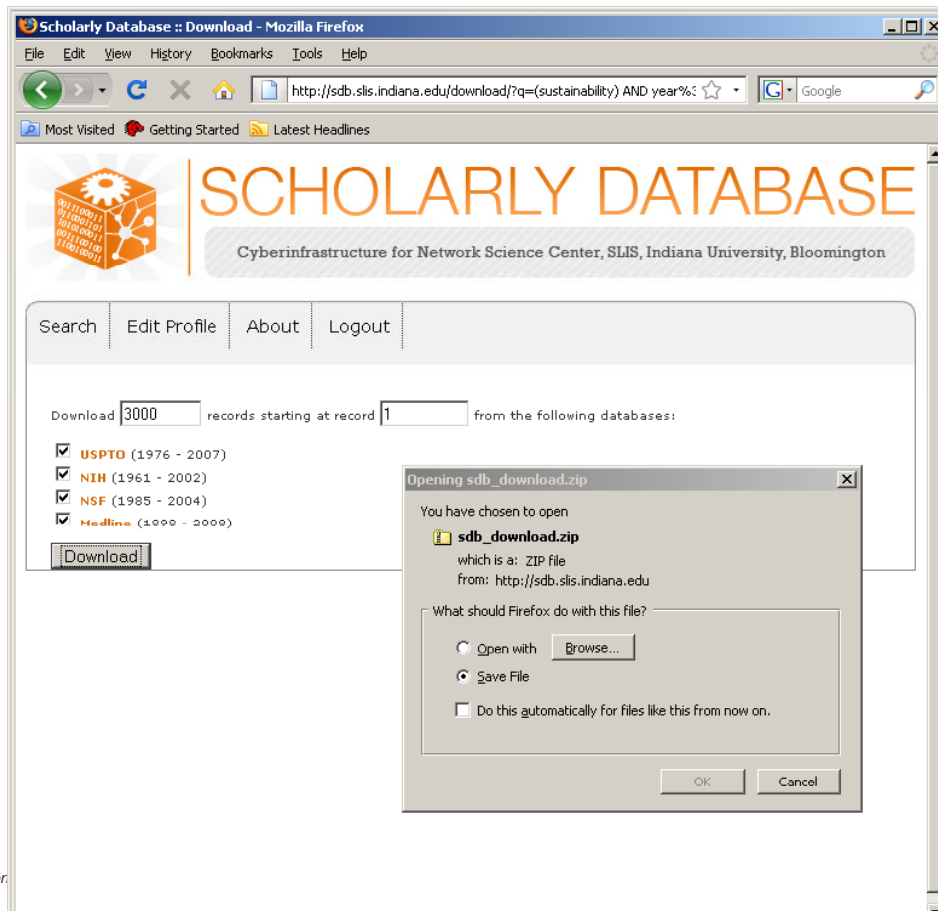 Scholarly Database :: Download - Mozilla Firefox
File Edit View History Bookmarks Tools Help
http://sdb.slis.indiana.edu/download/?q=(sustainability) AND year%3
Google
Most Visited Getting Started Latest Headlines
SCHOLARLY DATABASE
Cyberinfrastructure for Network Science Center, SLIS, Indiana University, Bloomington
Search Edit Profile About Logout
Download 3000 records starting at record 1 from the following databases:
USPTO (1976 - 2007)
NIH (1961 - 2002)
NSF (1985 - 2004)
Medline
Download
Opening sdb_download.zip
You have chosen to open
sdb_download.zip
which is a: ZIP file
from: http://sdb.slis.indiana.edu
What should Firefox do with this file?
Open with Browse...
Save File
Do this automatically for files like this from now on.
OK Cancel